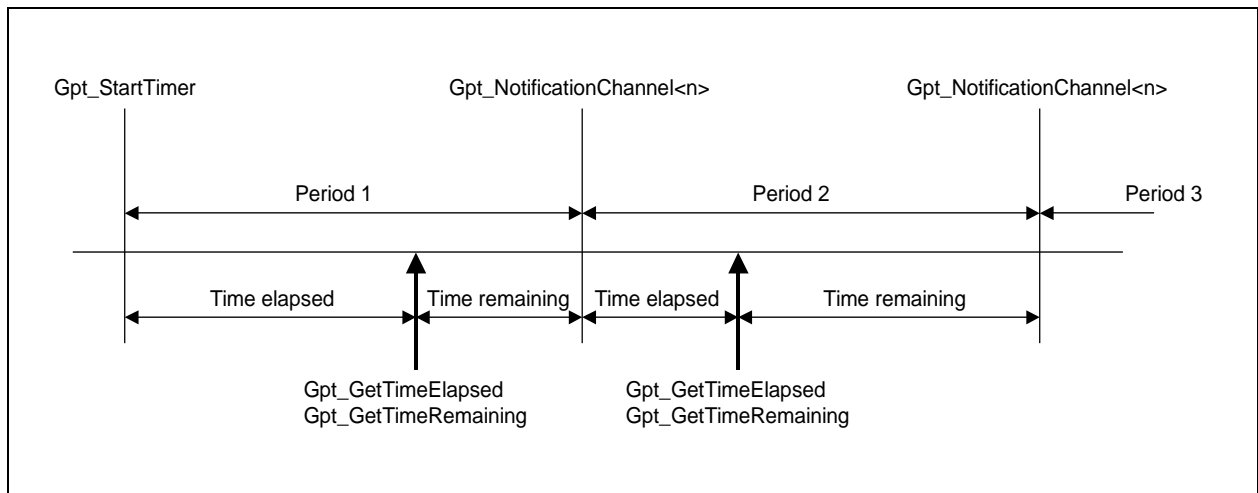 Gpt_StartTimer
Gpt_NotificationChannel<n>
Gpt_NotificationChannel<n>
Period 1
Period 2
Period 3
Time elapsed
Time remaining
Time elapsed
Time remaining
Gpt_GetTimeElapsed
Gpt_GetTimeRemaining
Gpt_GetTimeElapsed
Gpt_GetTimeRemaining